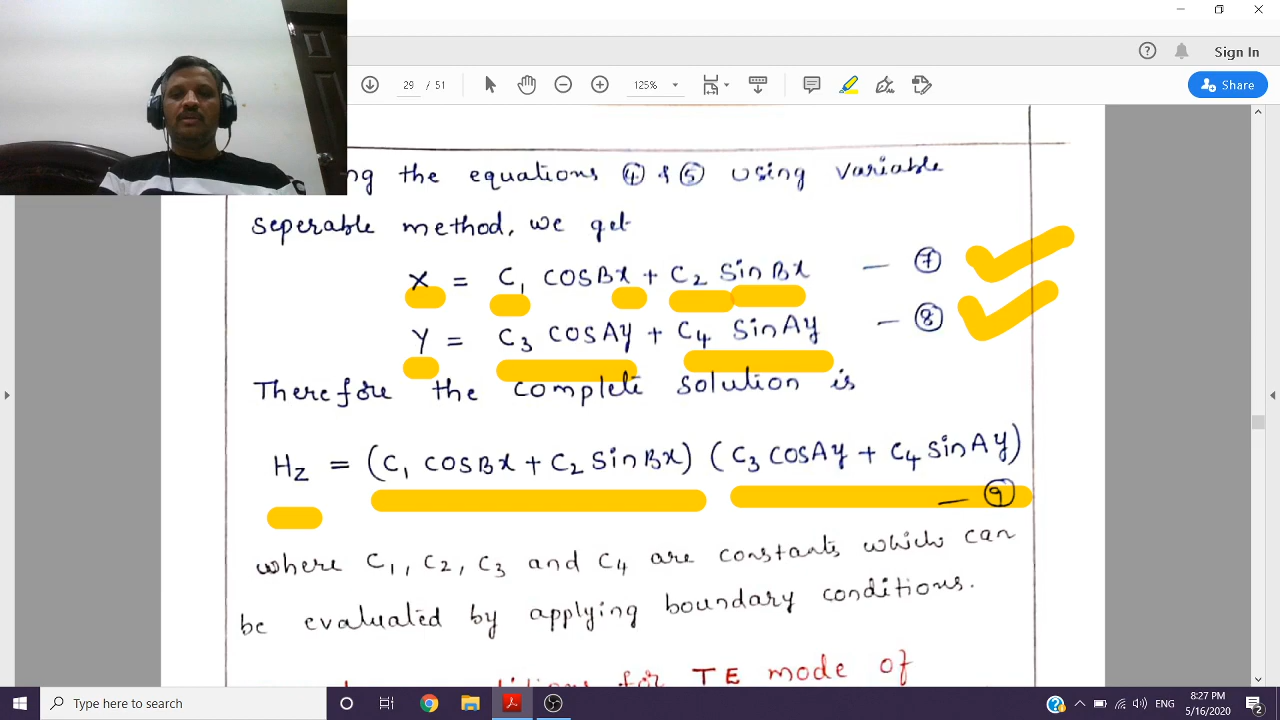 Sign In
29 / 51
125%
Share
the equations ④ & ⑤ using variable
seperable method, we get
X = C₁ cosBx + C₂ sinBx — ⑦
Y = C₃ cosAy + C₄ sinAy — ⑧
Therefore the complete solution is
Hz = (C₁ cosBx + C₂ sinBx) (C₃ cosAy + C₄ sinAy)
— ⑨
where C₁, C₂, C₃ and C₄ are constants which can
be evaluated by applying boundary conditions.
for TE mode of
Type here to search
8:27 PM
5/16/2020